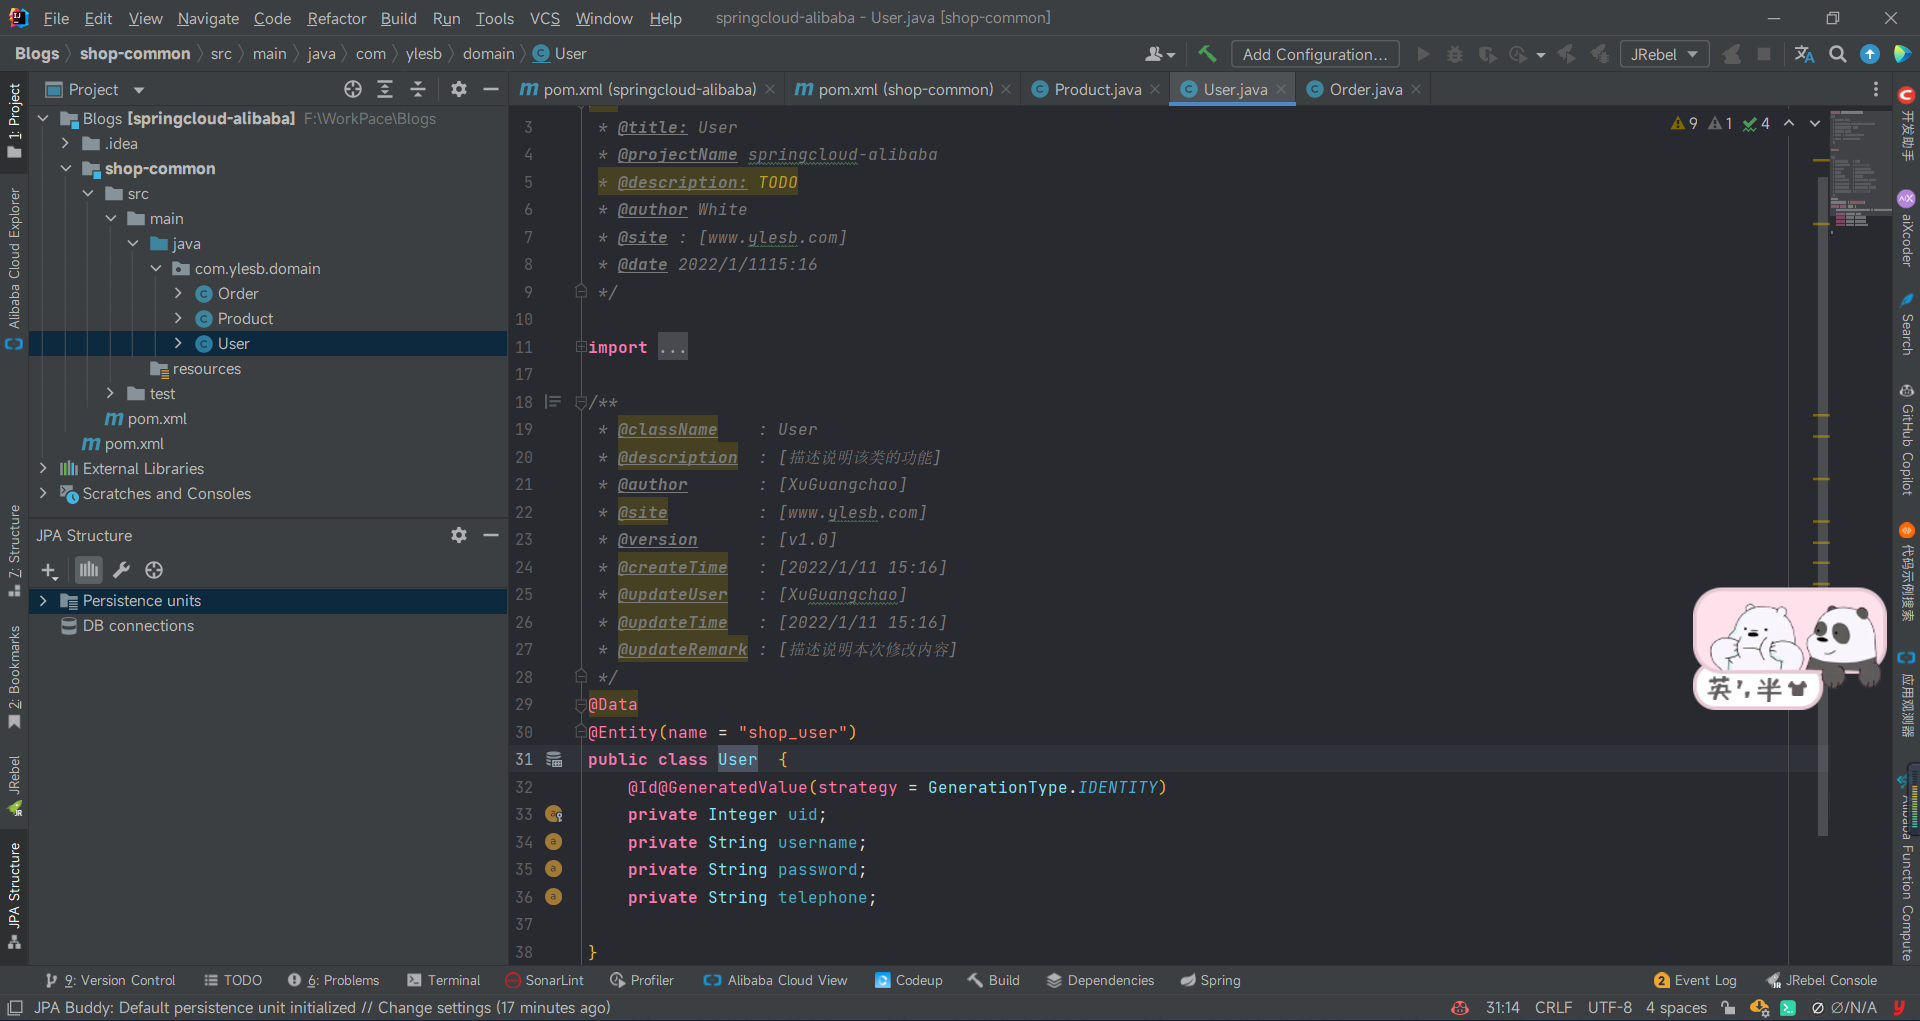 File Edit View Navigate Code Refactor Build Run Tools VCS Window Help springcloud-alibaba - User.java [shop-common]
Blogs shop-common src main java com ylesb domain User
Add Configuration... JRebel
Project
pom.xml (springcloud-alibaba) pom.xml (shop-common) Product.java User.java Order.java
Blogs [springcloud-alibaba] F:\WorkPace\Blogs
.idea
shop-common
src
main
java
com.ylesb.domain
Order
Product
User
resources
test
pom.xml
pom.xml
External Libraries
Scratches and Consoles
JPA Structure
Persistence units
DB connections
1: Project
Alibaba Cloud Explorer
7: Structure
2: Bookmarks
JRebel
JPA Structure
9 1 4
3 * @title: User
4 * @projectName springcloud-alibaba
5 * @description: TODO
6 * @author White
7 * @site : [www.ylesb.com]
8 * @date 2022/1/1115:16
9 */
10
11 import ...
17
18 /**
19 * @className : User
20 * @description : [描述说明该类的功能]
21 * @author : [XuGuangchao]
22 * @site : [www.ylesb.com]
23 * @version : [v1.0]
24 * @createTime : [2022/1/11 15:16]
25 * @updateUser : [XuGuangchao]
26 * @updateTime : [2022/1/11 15:16]
27 * @updateRemark : [描述说明本次修改内容]
28 */
29 @Data
30 @Entity(name = "shop_user")
31 public class User {
32 @Id@GeneratedValue(strategy = GenerationType.IDENTITY)
33 private Integer uid;
34 private String username;
35 private String password;
36 private String telephone;
37
38 }
开发助手
aiXcoder
Search
GitHub Copilot
代码示例搜索
应用观测器
Alibaba Function Compute
英 半
9: Version Control TODO 6: Problems Terminal SonarLint Profiler Alibaba Cloud View Codeup Build Dependencies Spring 2 Event Log JRebel Console
JPA Buddy: Default persistence unit initialized // Change settings (17 minutes ago) 31:14 CRLF UTF-8 4 spaces Ø/N/A